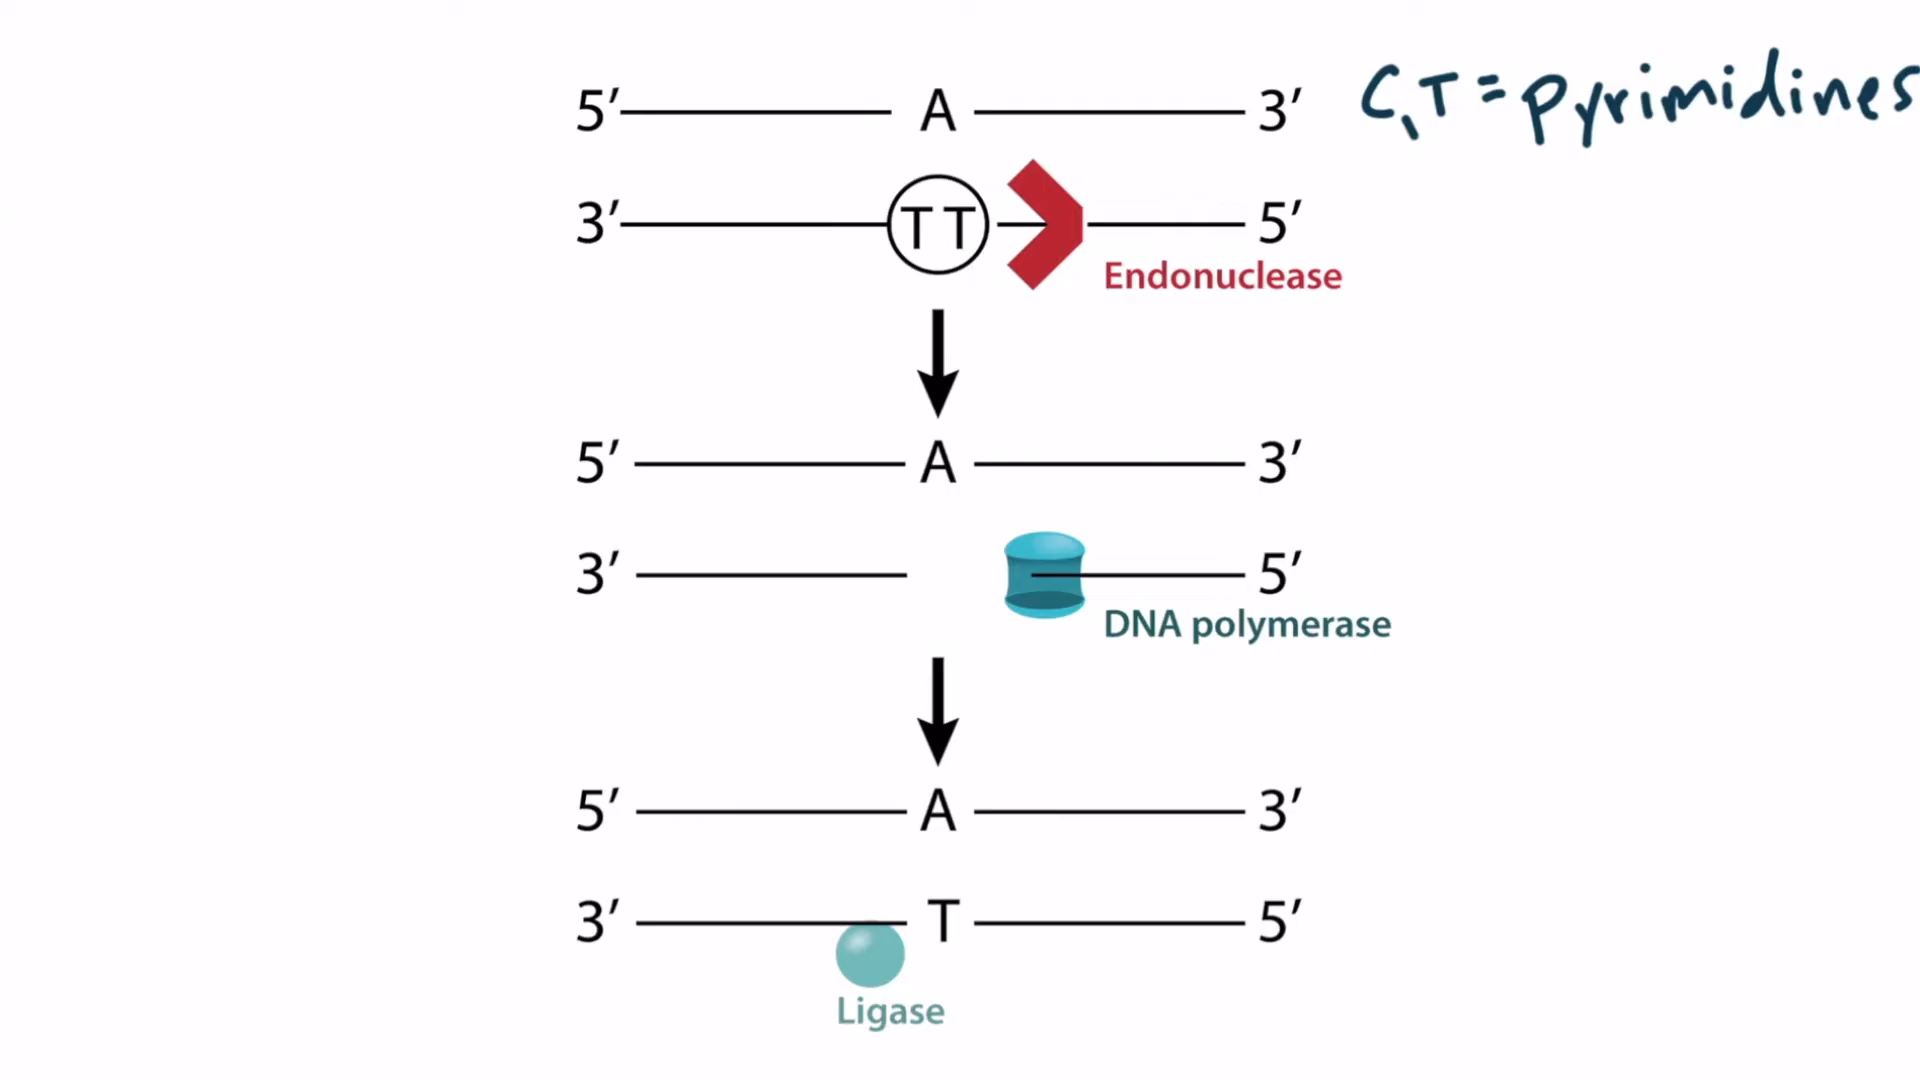 5′ A 3′
C,T = pyrimidines
3′ TT 5′
Endonuclease
5′ A 3′
3′ 5′
DNA polymerase
5′ A 3′
3′ T 5′
Ligase